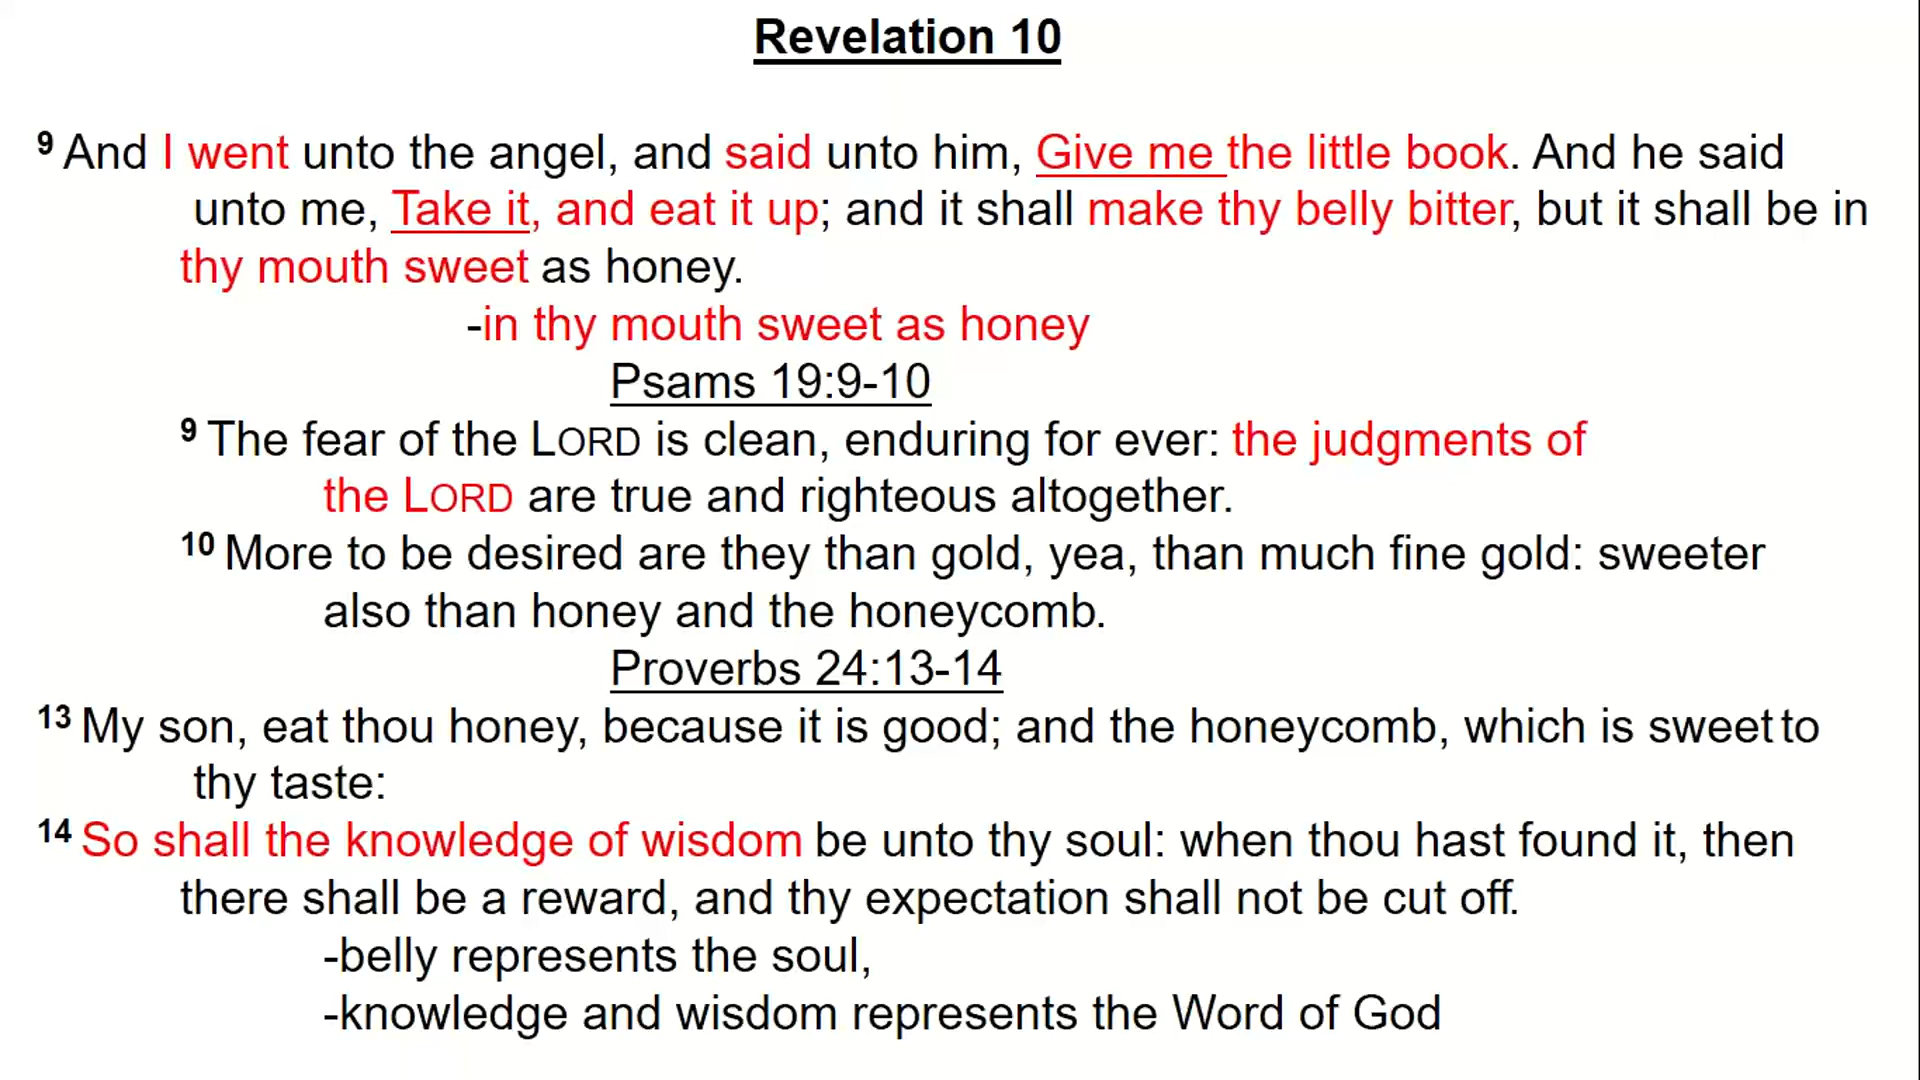 Revelation 10
9 And I went unto the angel, and said unto him, Give me the little book. And he said
unto me, Take it, and eat it up; and it shall make thy belly bitter, but it shall be in
thy mouth sweet as honey.
-in thy mouth sweet as honey
Psams 19:9-10
9 The fear of the LORD is clean, enduring for ever: the judgments of
the LORD are true and righteous altogether.
10 More to be desired are they than gold, yea, than much fine gold: sweeter
also than honey and the honeycomb.
Proverbs 24:13-14
13 My son, eat thou honey, because it is good; and the honeycomb, which is sweet to
thy taste:
14 So shall the knowledge of wisdom be unto thy soul: when thou hast found it, then
there shall be a reward, and thy expectation shall not be cut off.
-belly represents the soul,
-knowledge and wisdom represents the Word of God